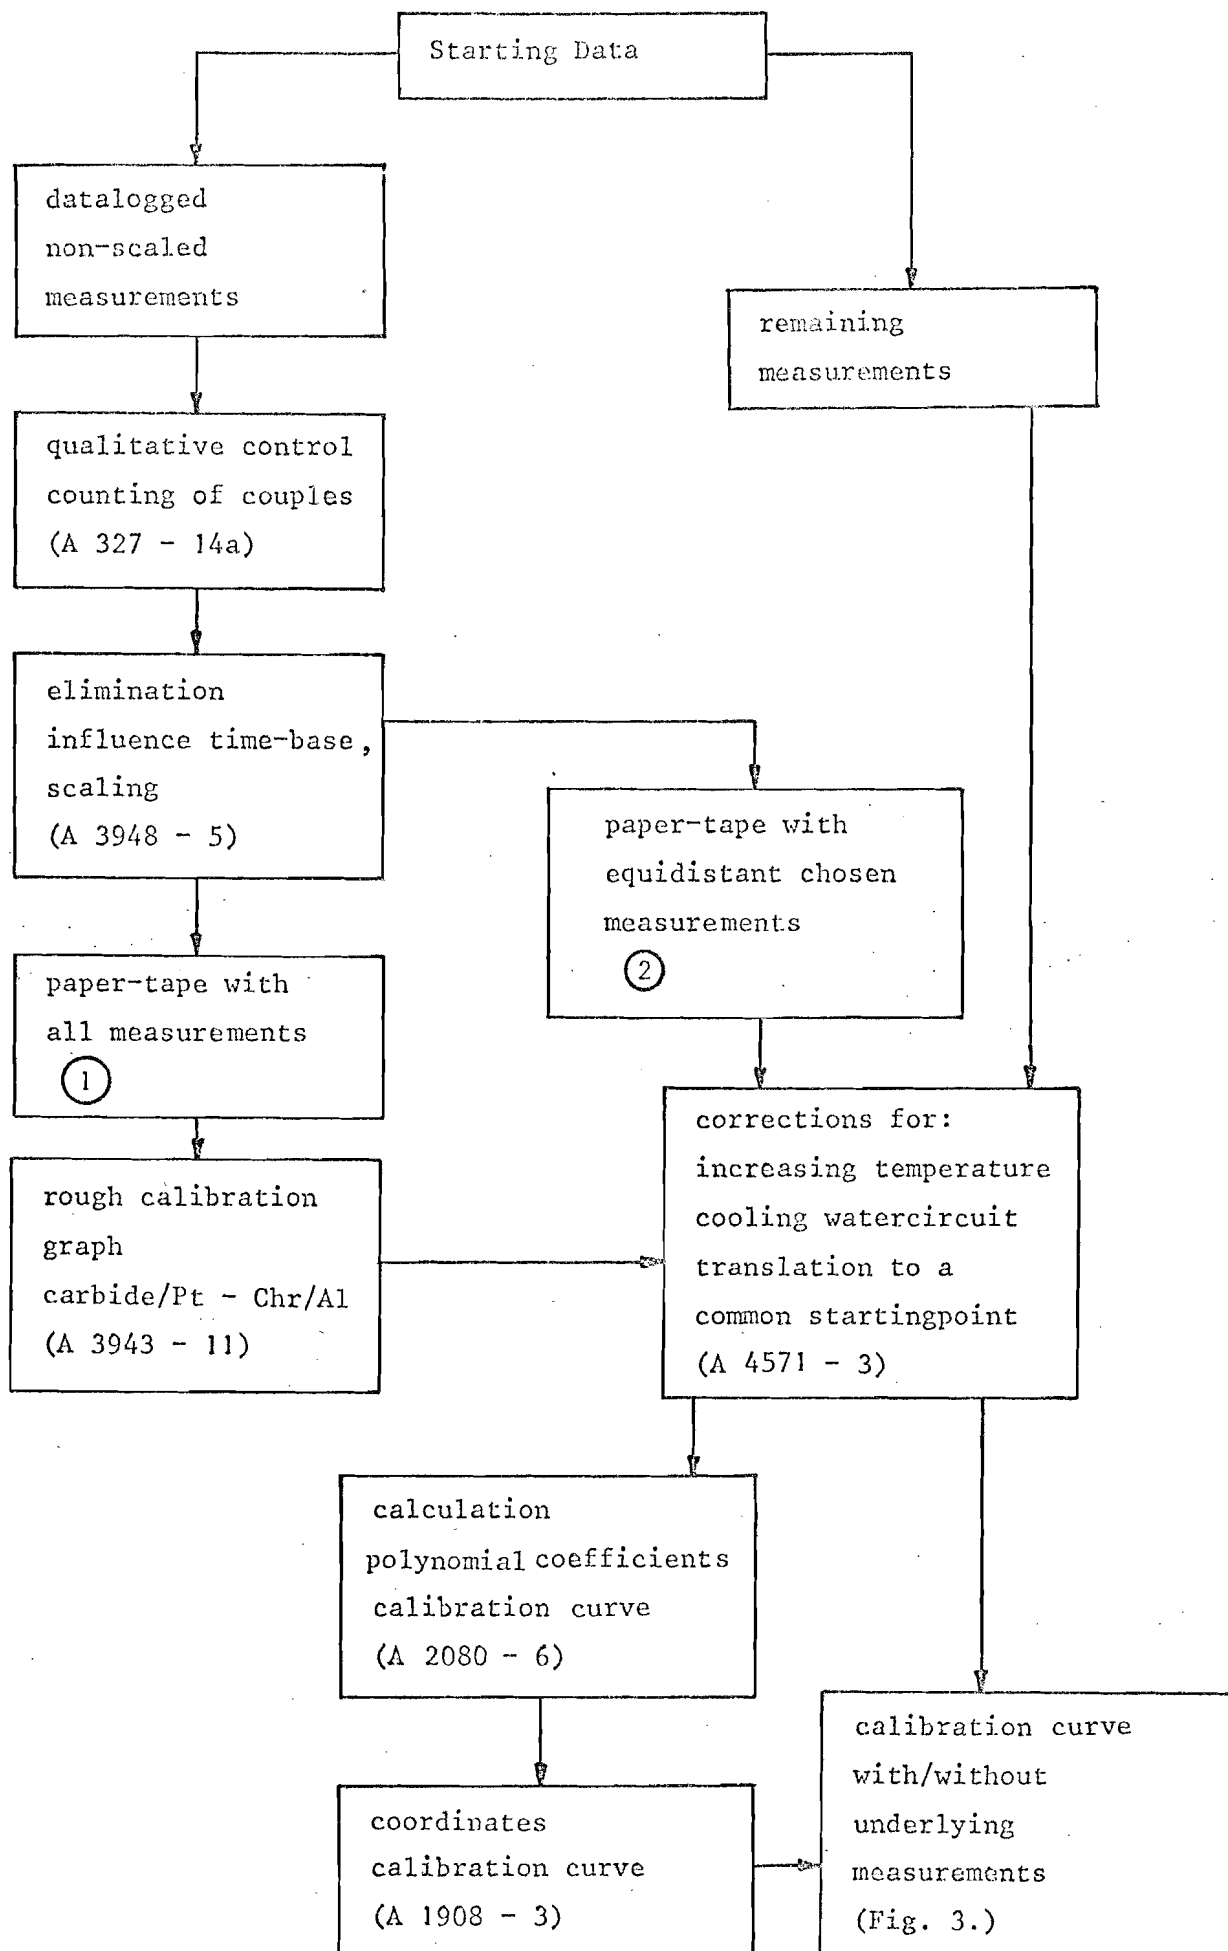 Starting Data
datalogged
non-scaled
measurements
remaining
measurements
qualitative control
counting of couples
(A 327 - 14a)
elimination
influence time-base,
scaling
(A 3948 - 5)
paper-tape with
equidistant chosen
measurements
2
paper-tape with
all measurements
1
corrections for:
increasing temperature
cooling watercircuit
translation to a
common startingpoint
(A 4571 - 3)
rough calibration
graph
carbide/Pt - Chr/Al
(A 3943 - 11)
calculation
polynomial coefficients
calibration curve
(A 2080 - 6)
calibration curve
with/without
underlying
measurements
(Fig. 3.)
coordinates
calibration curve
(A 1908 - 3)